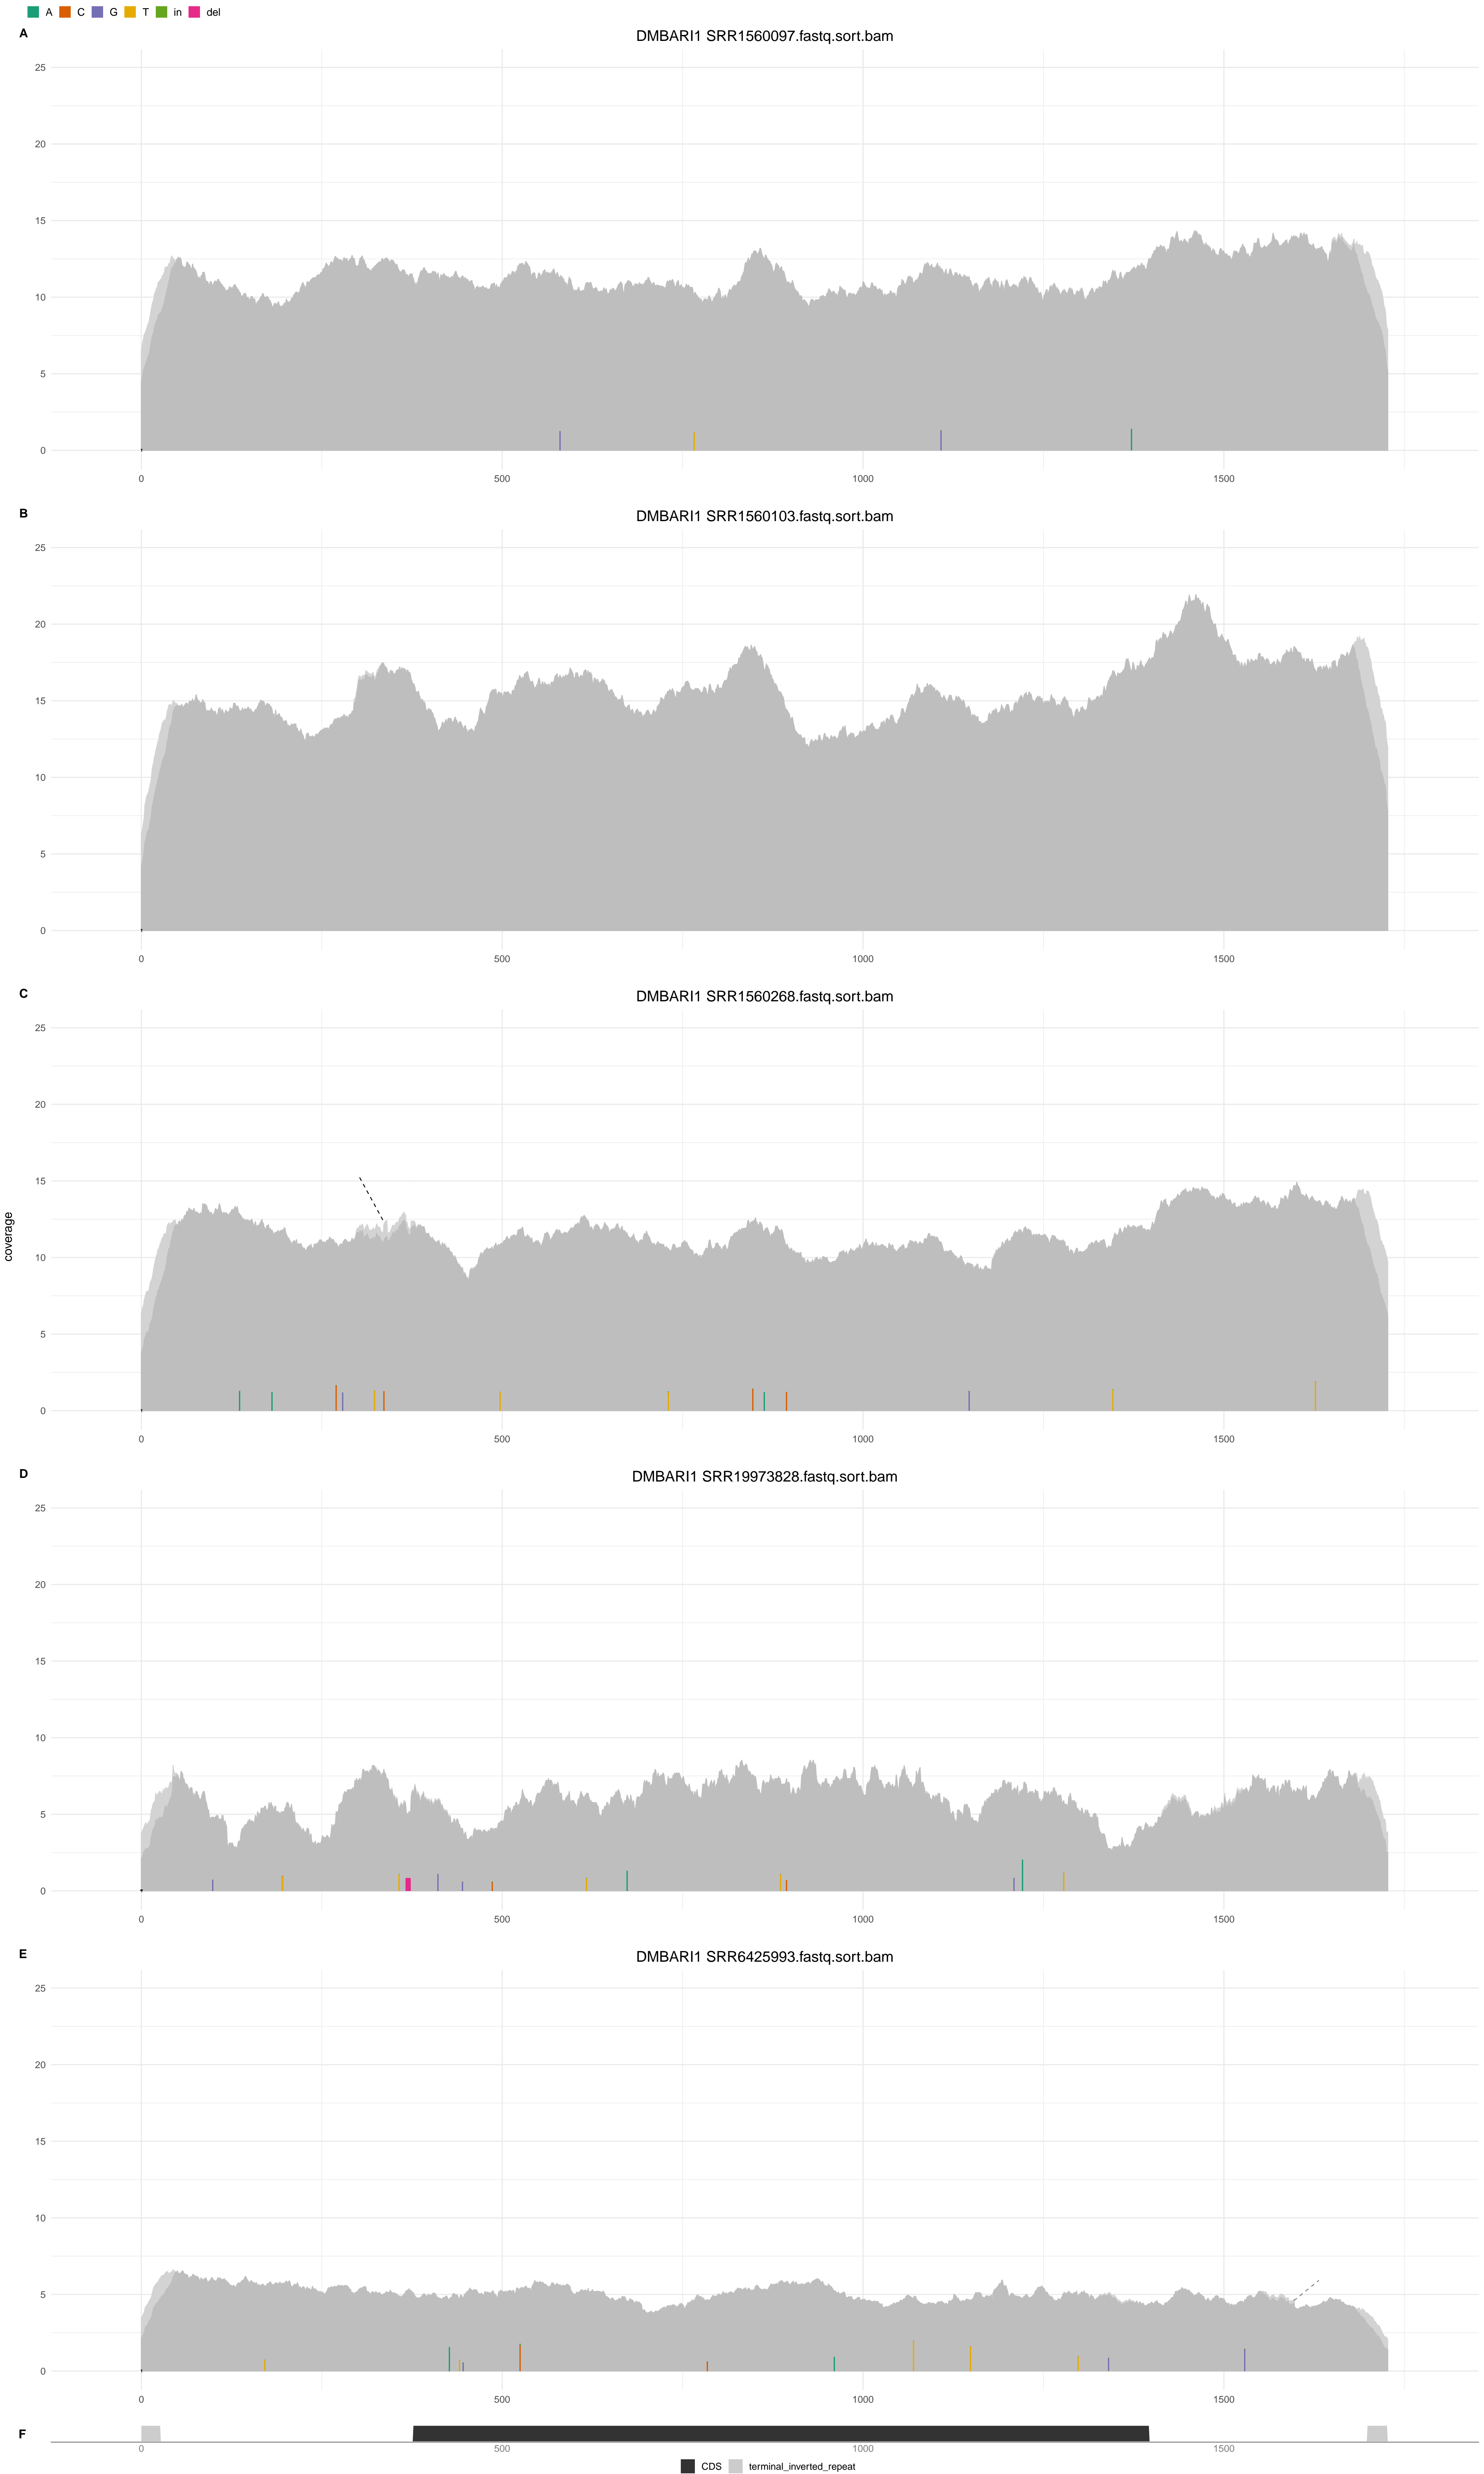 A C G T in del
A
DMBARI1 SRR1560097.fastq.sort.bam
25
20
15
10
5
0
0 500 1000 1500
B
DMBARI1 SRR1560103.fastq.sort.bam
25
20
15
10
5
0
0 500 1000 1500
C
DMBARI1 SRR1560268.fastq.sort.bam
25
20
15
10
5
0
0 500 1000 1500
coverage
D
DMBARI1 SRR19973828.fastq.sort.bam
25
20
15
10
5
0
0 500 1000 1500
E
DMBARI1 SRR6425993.fastq.sort.bam
25
20
15
10
5
0
0 500 1000 1500
F
0 500 1000 1500
CDS terminal_inverted_repeat